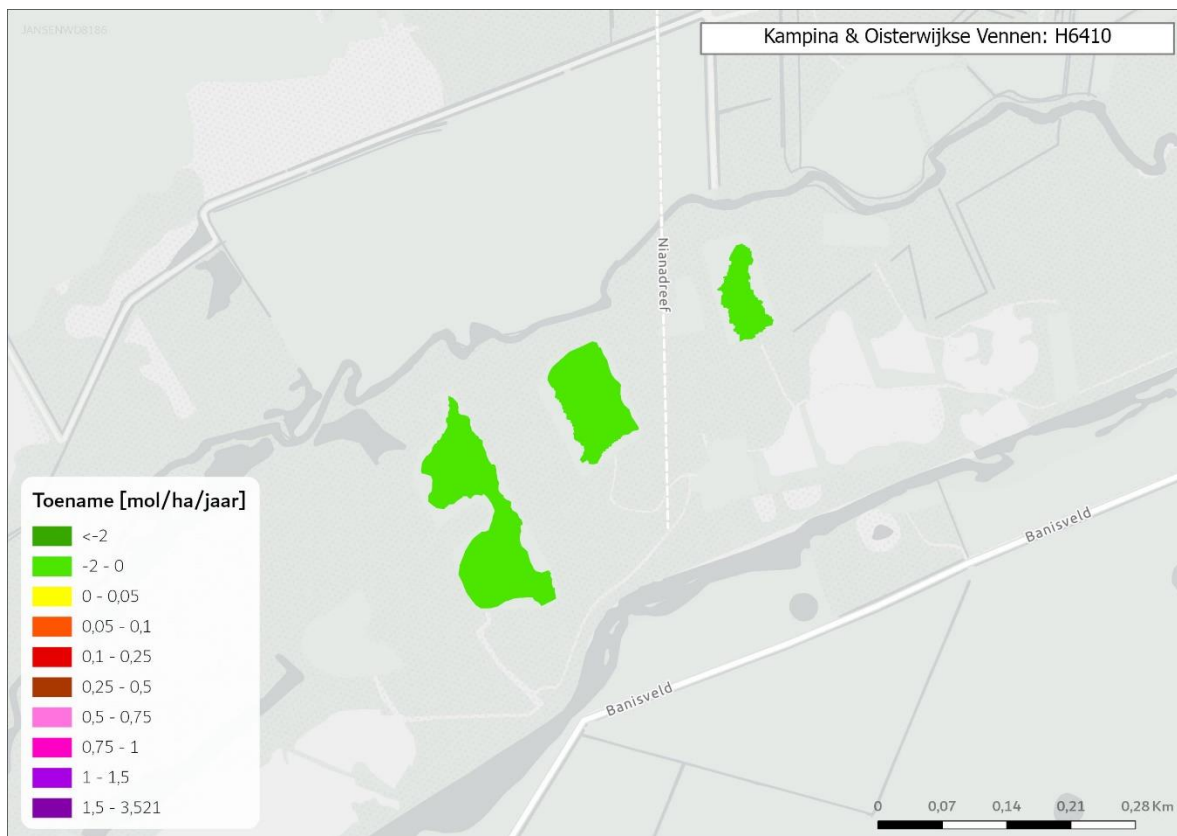 JANSENWD8186
Kampina & Oisterwijkse Vennen: H6410
Nianadreef
Banisveld
Banisveld
Toename [mol/ha/jaar]
<-2
-2 - 0
0 - 0,05
0,05 - 0,1
0,1 - 0,25
0,25 - 0,5
0,5 - 0,75
0,75 - 1
1 - 1,5
1,5 - 3,521
0 0,07 0,14 0,21 0,28 Km